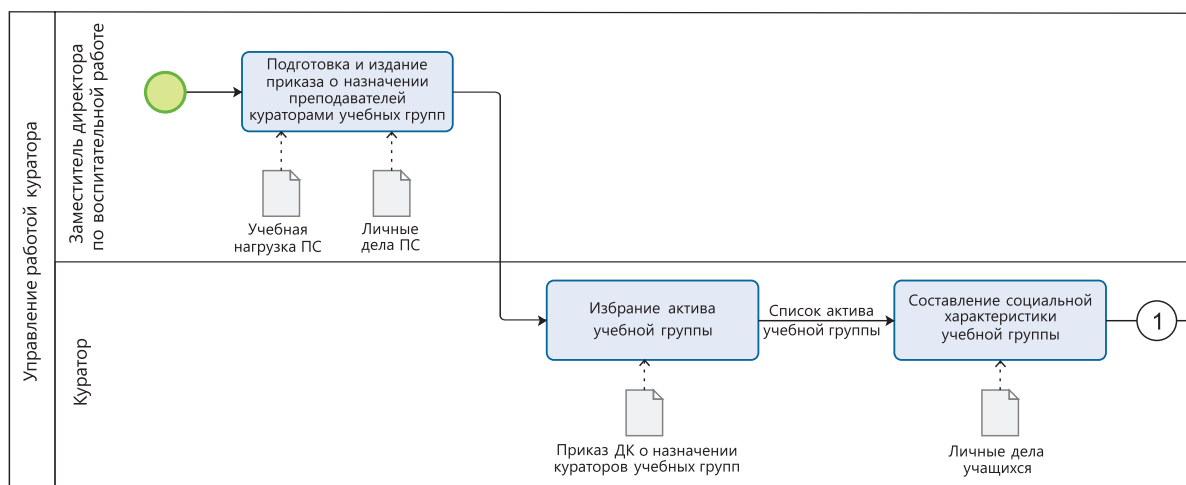 Управление работой куратора
Заместитель директора
по воспитательной работе
Подготовка и издание
приказа о назначении
преподавателей
кураторами учебных групп
Учебная
нагрузка ПС
Личные
дела ПС
Куратор
Избрание актива
учебной группы
Список актива
учебной группы
Составление социальной
характеристики
учебной группы
1
Приказ ДК о назначении
кураторов учебных групп
Личные дела
учащихся